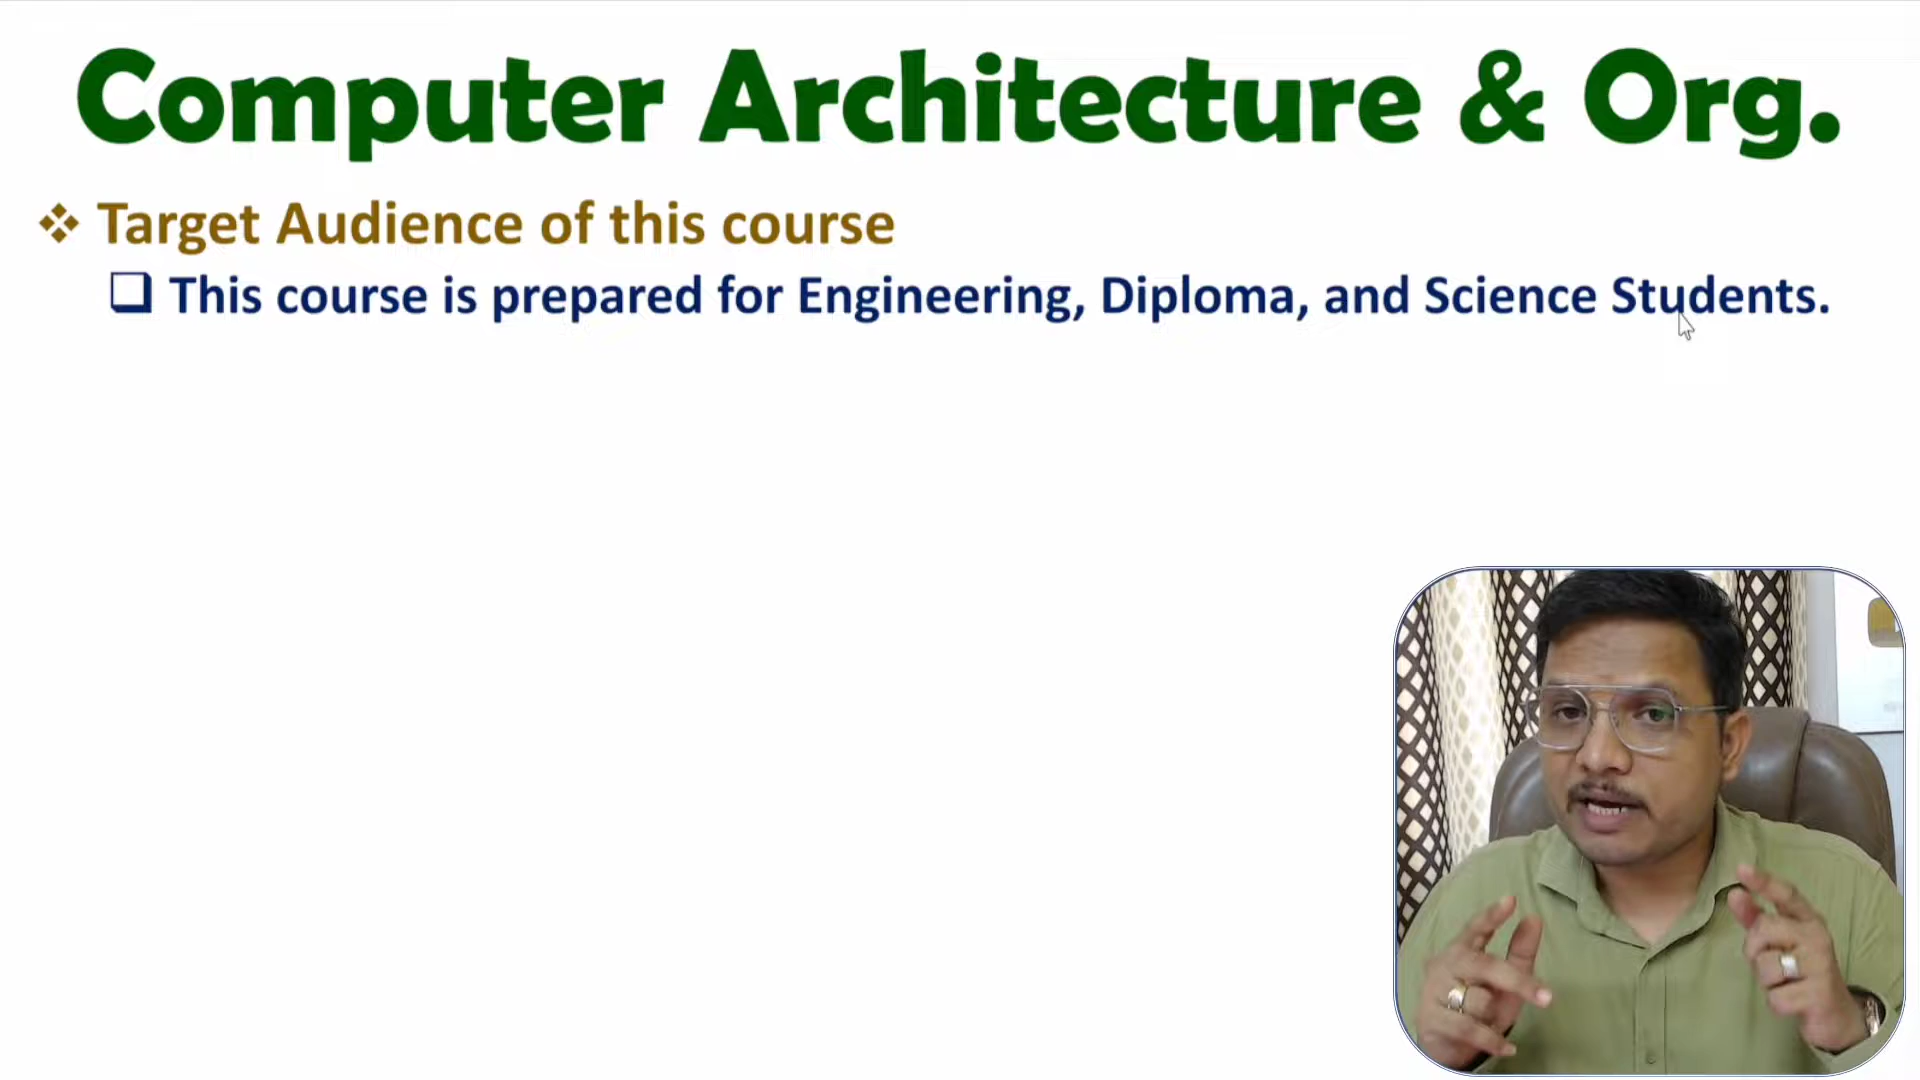 Computer Architecture & Org.
Target Audience of this course
This course is prepared for Engineering, Diploma, and Science Students.